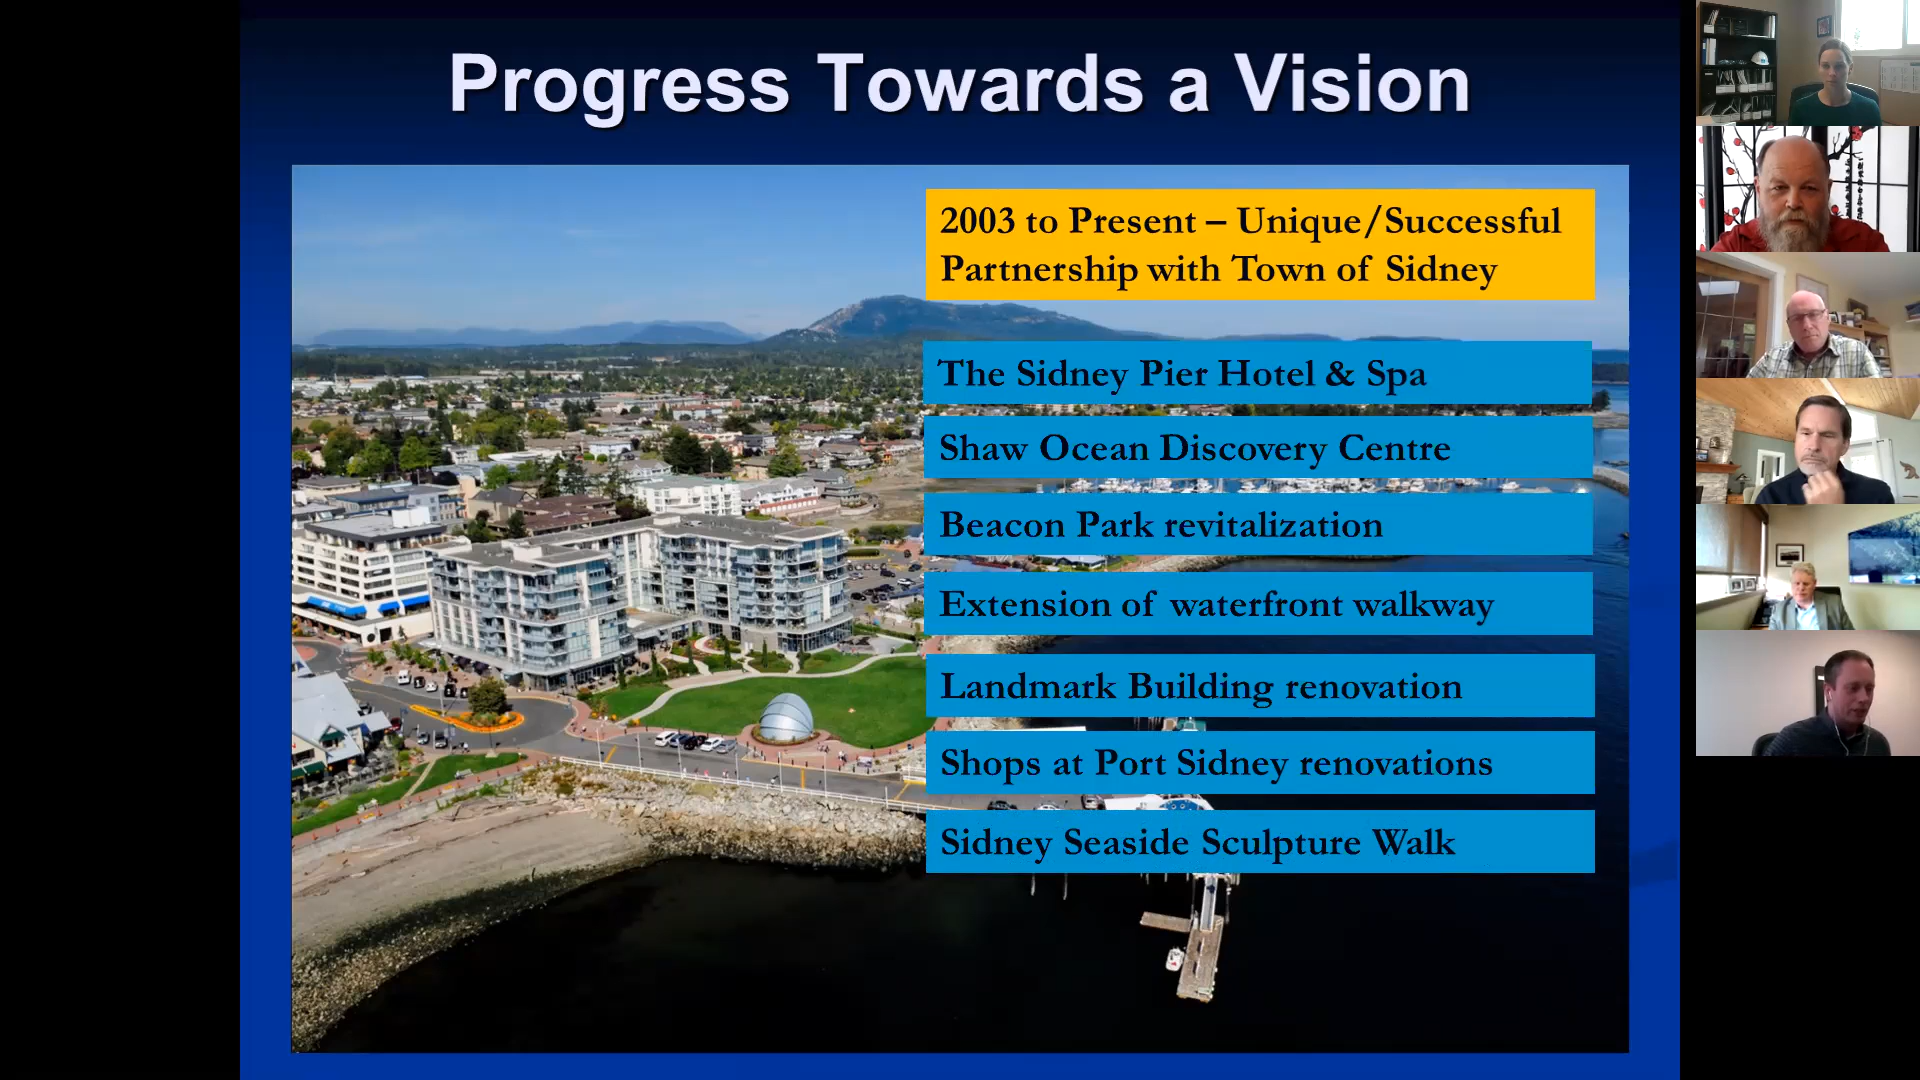 Progress Towards a Vision
2003 to Present – Unique/Successful
Partnership with Town of Sidney
The Sidney Pier Hotel & Spa
Shaw Ocean Discovery Centre
Beacon Park revitalization
Extension of waterfront walkway
Landmark Building renovation
Shops at Port Sidney renovations
Sidney Seaside Sculpture Walk